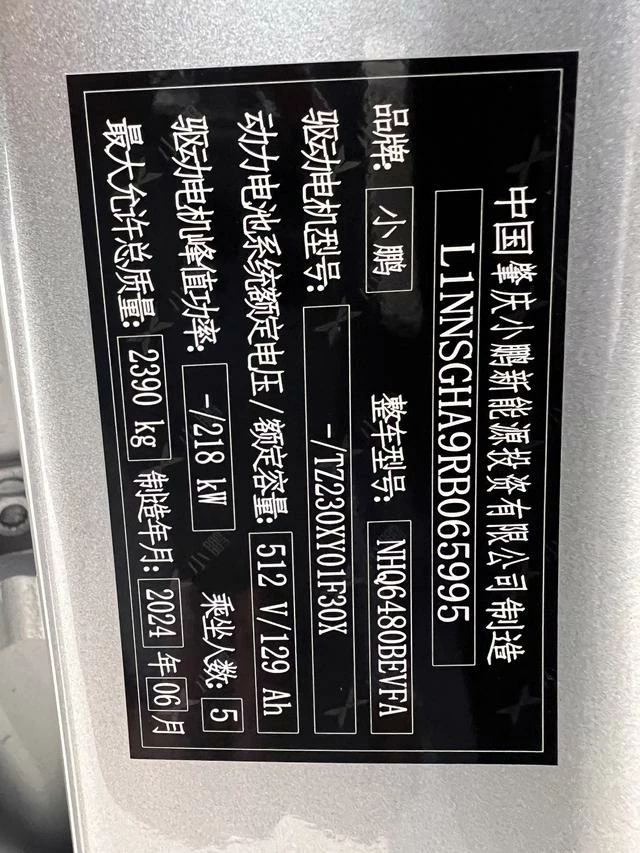 中国肇庆小鹏新能源投资有限公司制造
L1NNSGHA9RB065995
品牌: 小鹏 整车型号: NHQ6480BEVFA
驱动电机型号: -/TZ230XY01F30X
动力电池系统额定电压/额定容量: 512 V/129 Ah
驱动电机峰值功率: -/218 kW 乘坐人数: 5
最大允许总质量: 2390 kg 制造年月: 2024 年 06 月